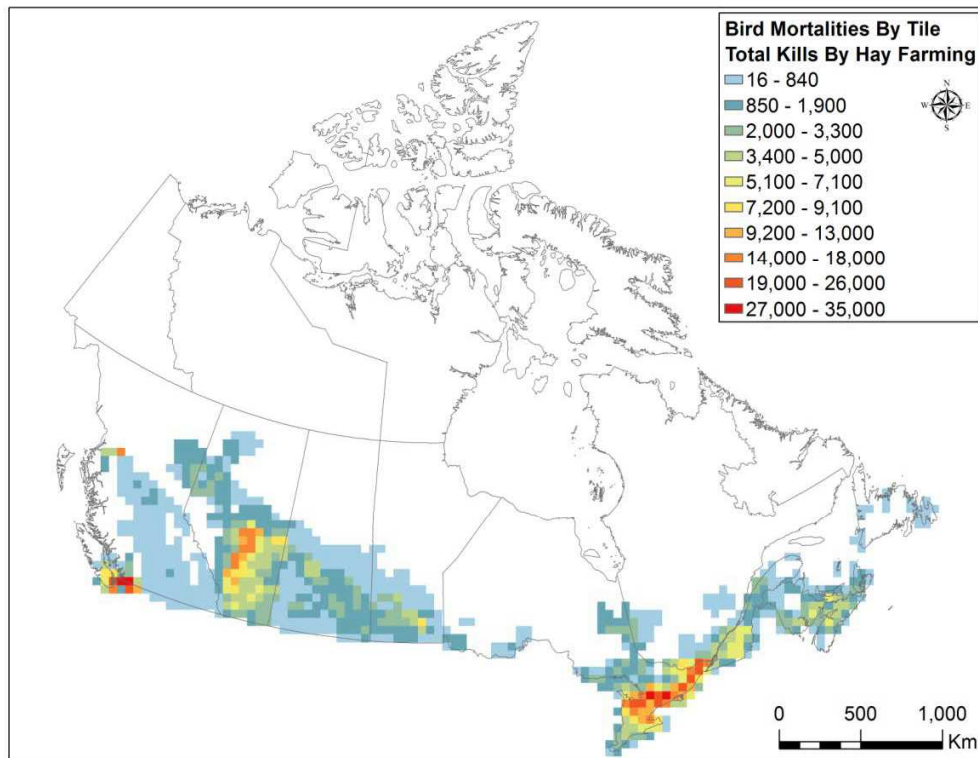 Bird Mortalities By Tile
Total Kills By Hay Farming
16 - 840
850 - 1,900
2,000 - 3,300
3,400 - 5,000
5,100 - 7,100
7,200 - 9,100
9,200 - 13,000
14,000 - 18,000
19,000 - 26,000
27,000 - 35,000
N
W E
S
0 500 1,000
Km